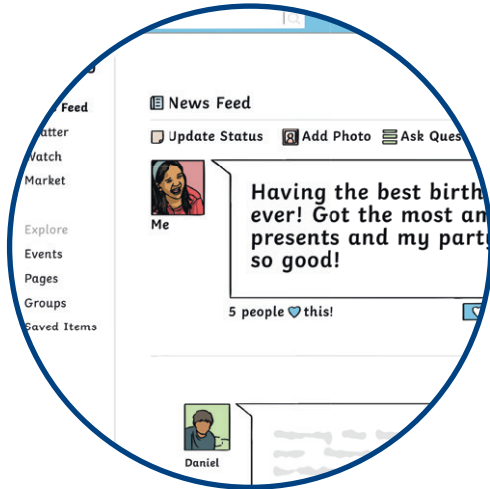 Feed
News Feed
Update Status Add Photo Ask Ques
Watch
Market
Me
Having the best birth
ever! Got the most am
presents and my party
so good!
Explore
Events
Pages
Groups
Saved Items
5 people this!
Daniel